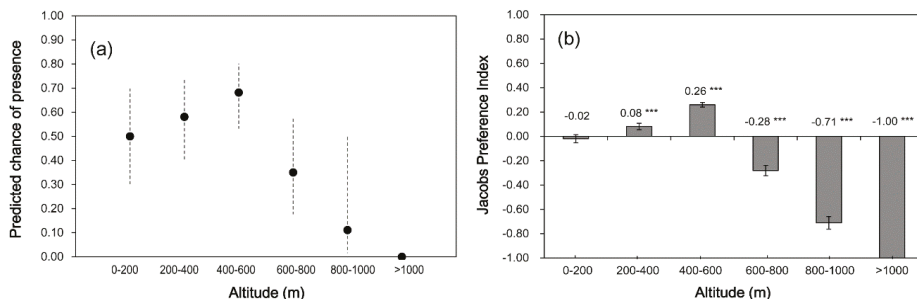 (a)
Predicted chance of presence
1.00
0.90
0.80
0.70
0.60
0.50
0.40
0.30
0.20
0.10
0.00
0-200 200-400 400-600 600-800 800-1000 >1000
Altitude (m)
(b)
Jacobs Preference Index
1.00
0.80
0.60
0.40
0.20
0.00
-0.20
-0.40
-0.60
-0.80
-1.00
-0.02 0.08 *** 0.26 *** -0.28 *** -0.71 *** -1.00 ***
0-200 200-400 400-600 600-800 800-1000 >1000
Altitude (m)